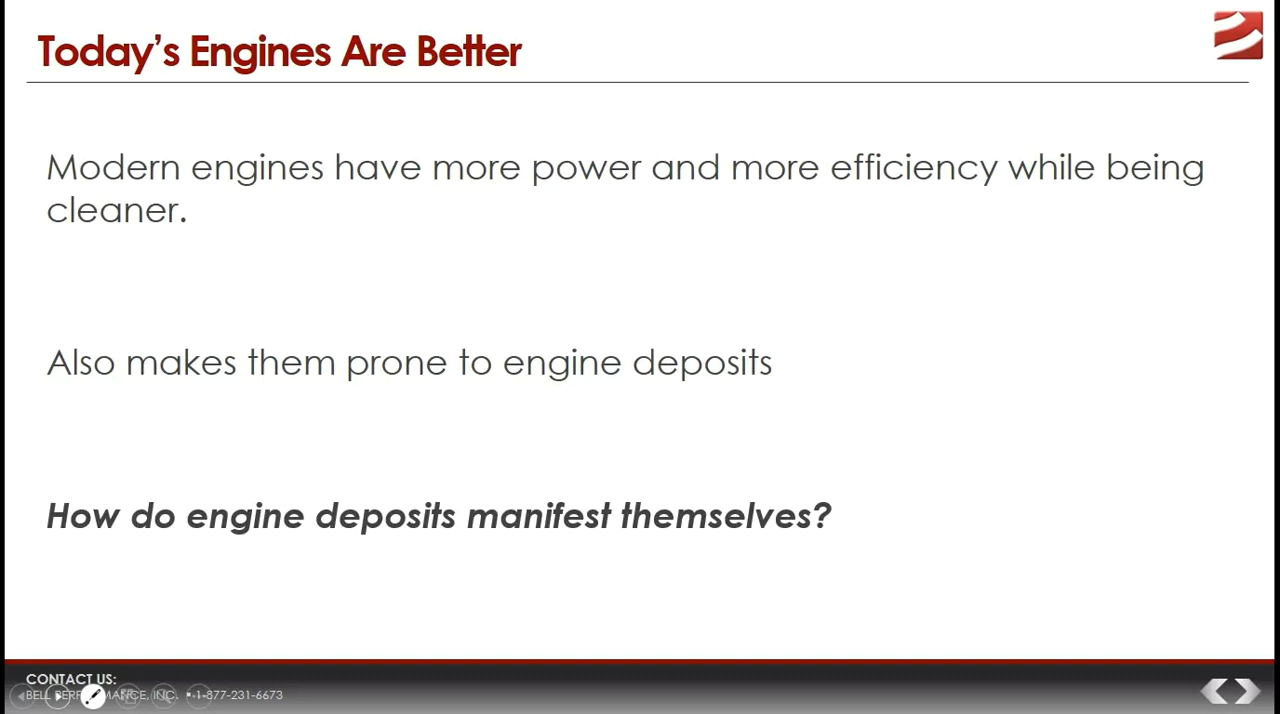 Today's Engines Are Better
Modern engines have more power and more efficiency while being
cleaner.
Also makes them prone to engine deposits
How do engine deposits manifest themselves?
CONTACT US:
BELL PERFORMANCE, INC. • 1-877-231-6673